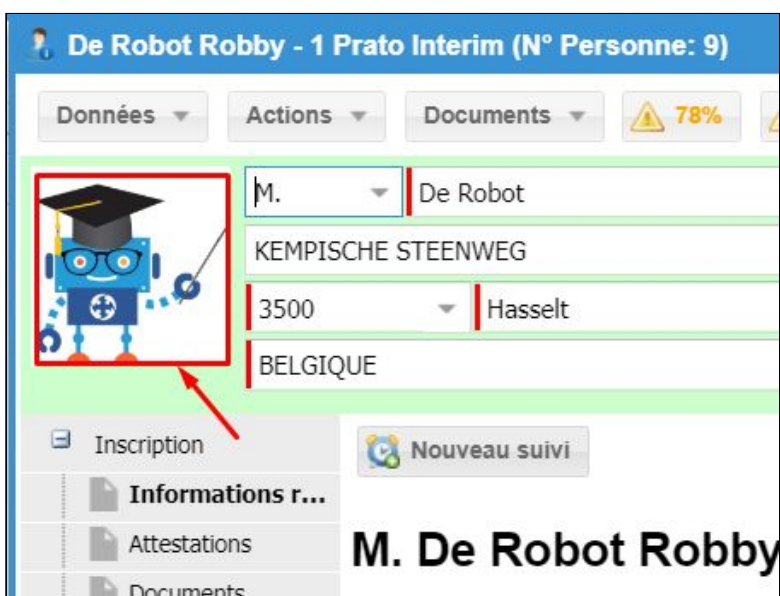 De Robot Robby - 1 Prato Interim (N° Personne: 9)
Données Actions Documents 78%
M. De Robot
KEMPISCHE STEENWEG
3500 Hasselt
BELGIQUE
Inscription
Nouveau suivi
Informations r...
Attestations
M. De Robot Robby
Documents